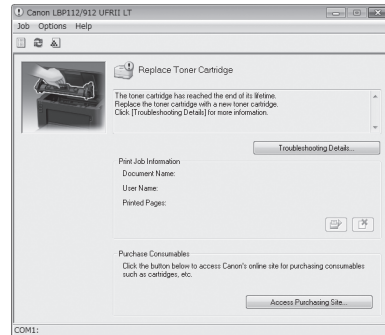 Canon LBP112/912 UFRII LT
Job Options Help
Replace Toner Cartridge
The toner cartridge has reached the end of its lifetime.
Replace the toner cartridge with a new toner cartridge.
Click [Troubleshooting Details] for more information.
Troubleshooting Details...
Print Job Information
Document Name:
User Name:
Printed Pages:
Purchase Consumables
Click the button below to access Canon's online site for purchasing consumables
such as cartridges, etc.
Access Purchasing Site...
COM1: